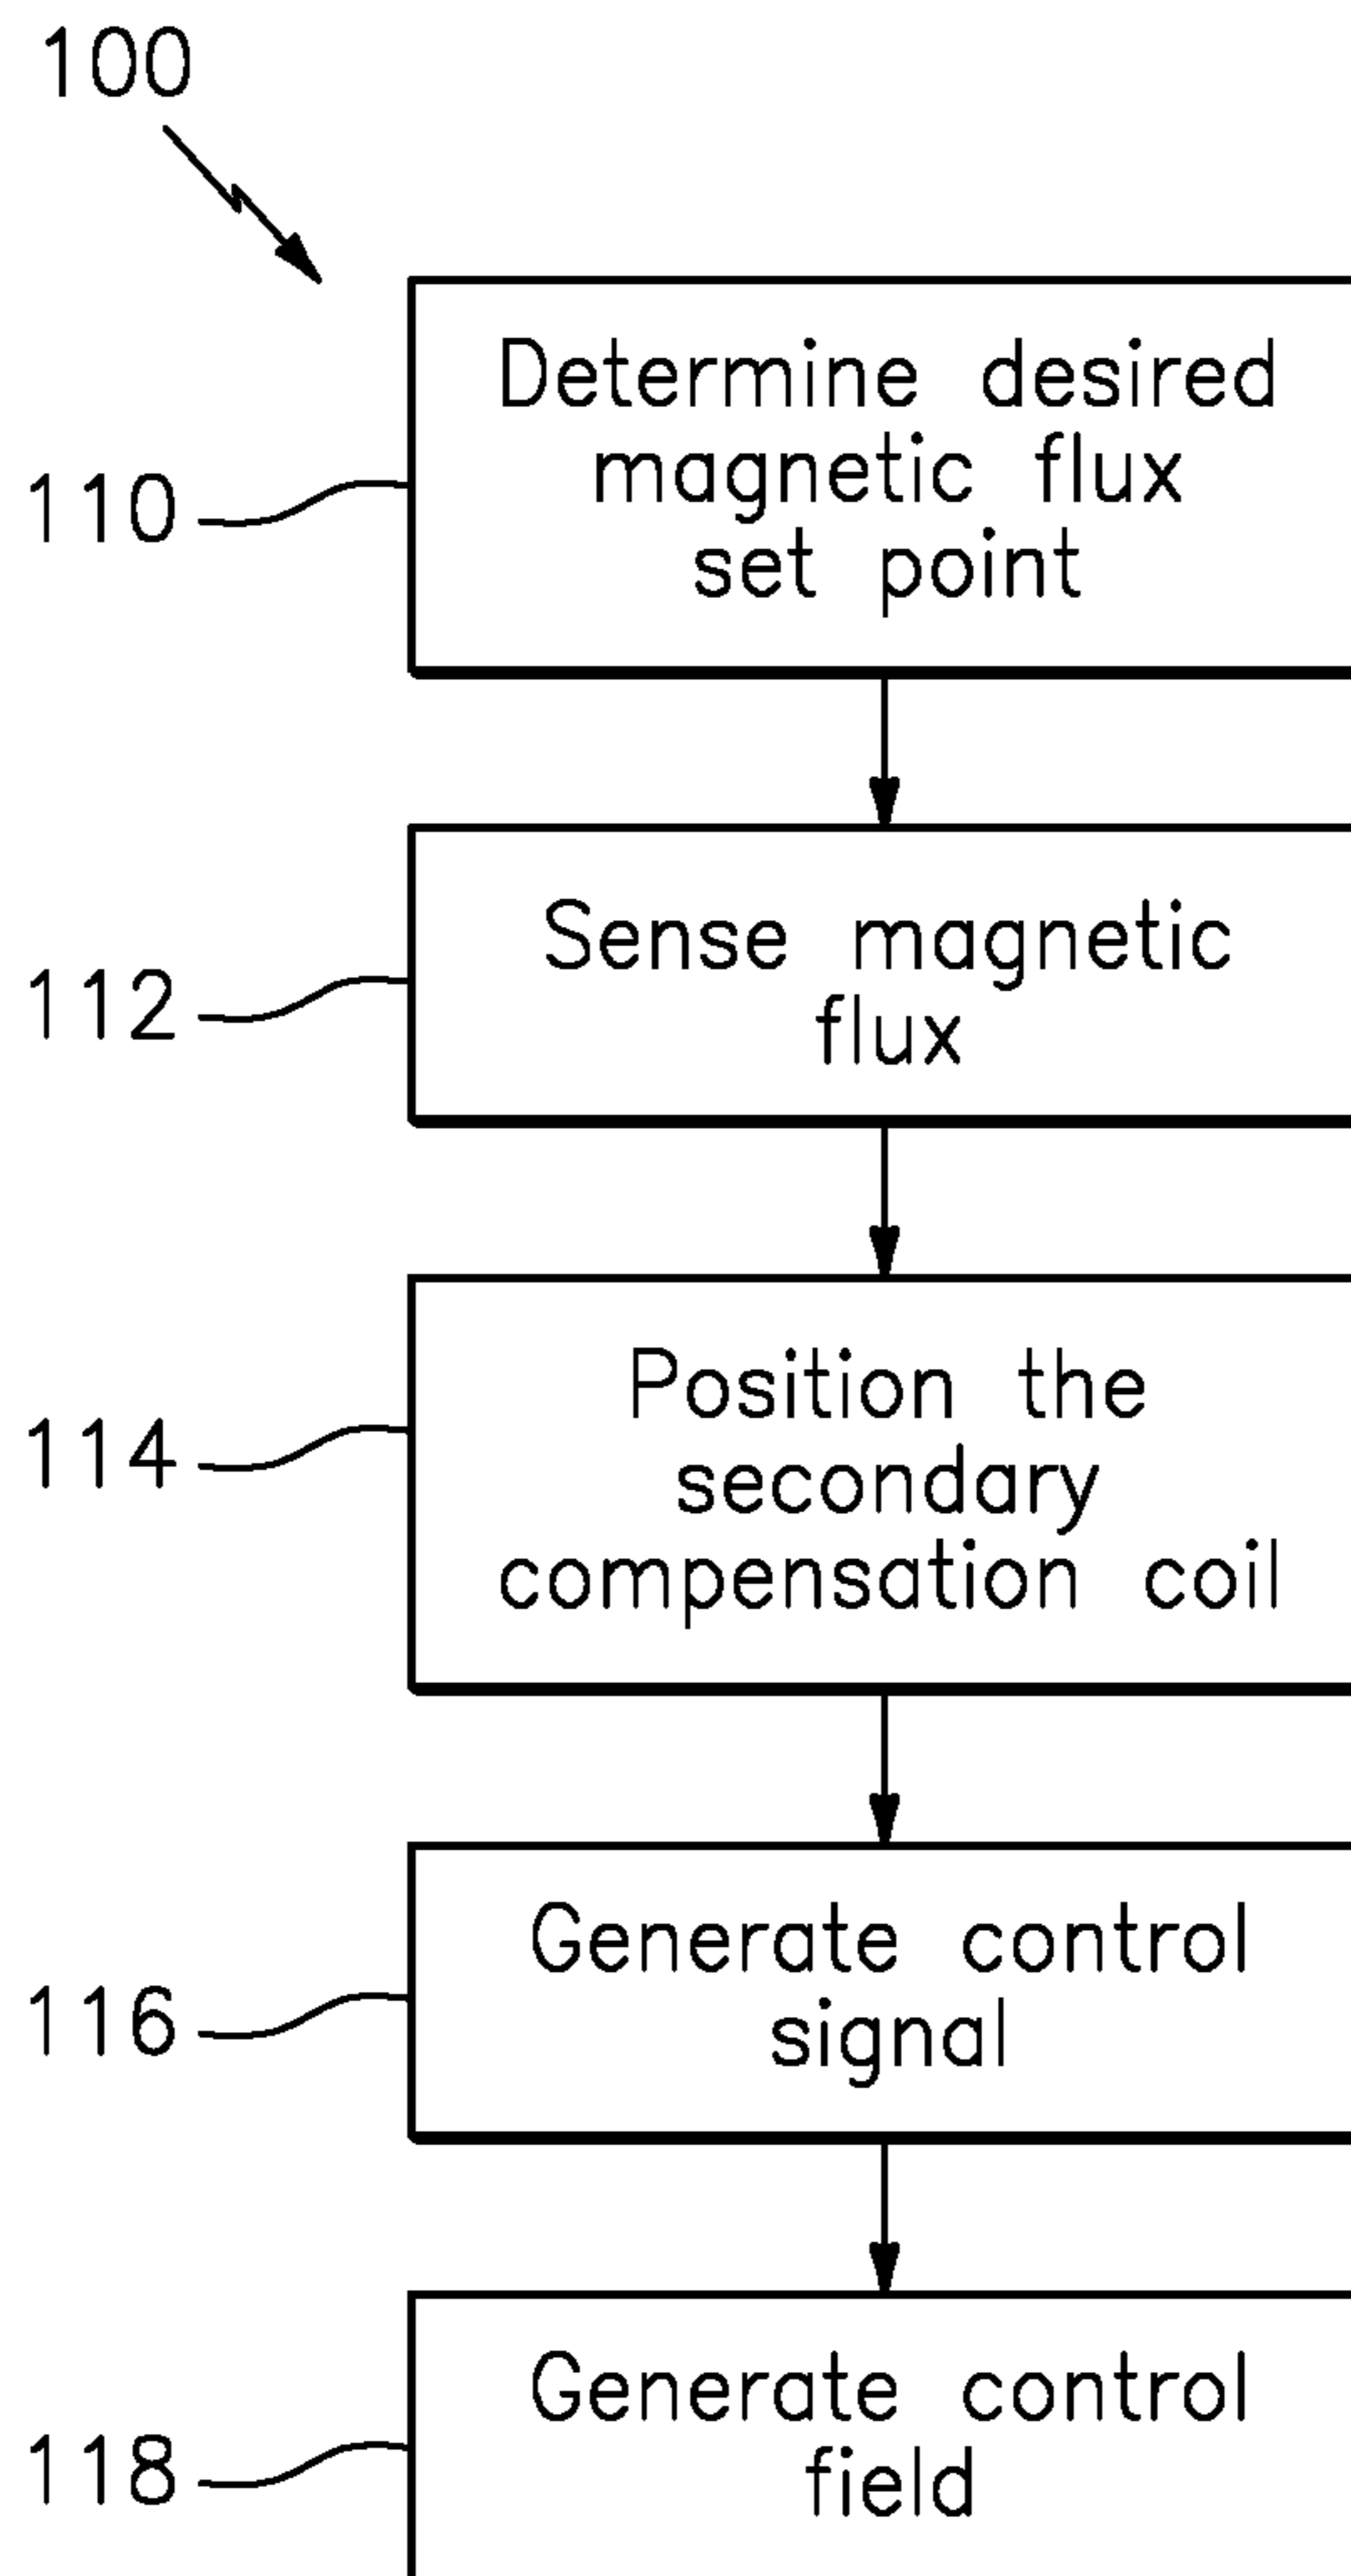 100
110
Determine desired
magnetic flux
set point
112
Sense magnetic
flux
114
Position the
secondary
compensation coil
116
Generate control
signal
118
Generate control
field